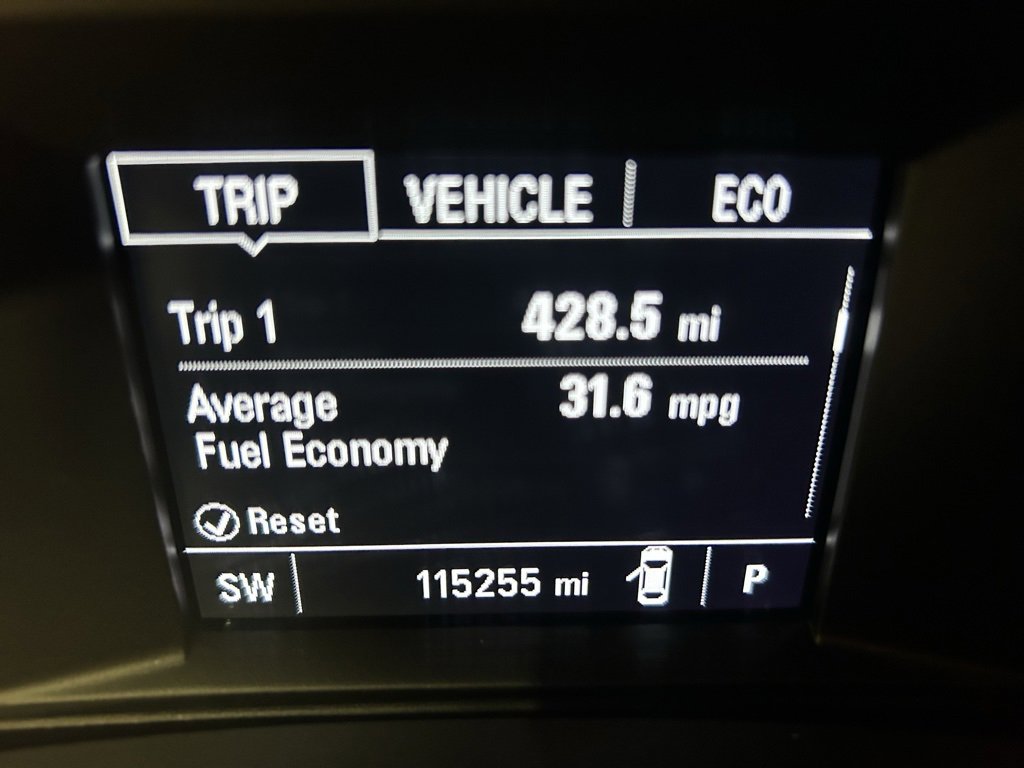 TRIP VEHICLE ECO
Trip 1 428.5 mi
Average 31.6 mpg
Fuel Economy
Reset
SW 115255 mi P